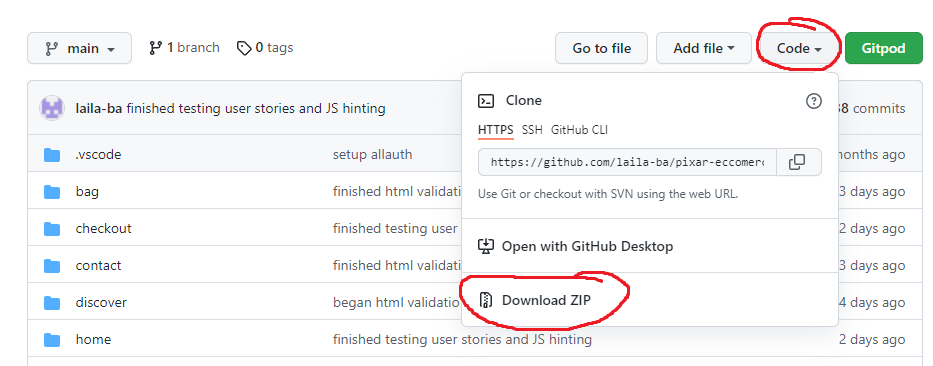 main 1 branch 0 tags Go to file Add file Code Gitpod
laila-ba finished testing user stories and JS hinting 38 commits
Clone
HTTPS SSH GitHub CLI
https://github.com/laila-ba/pixar-eccomerc
Use Git or checkout with SVN using the web URL.
Open with GitHub Desktop
Download ZIP
.vscode setup allauth months ago
bag finished html validati 3 days ago
checkout finished testing user 2 days ago
contact finished html validati 3 days ago
discover began html validatio 4 days ago
home finished testing user stories and JS hinting 2 days ago